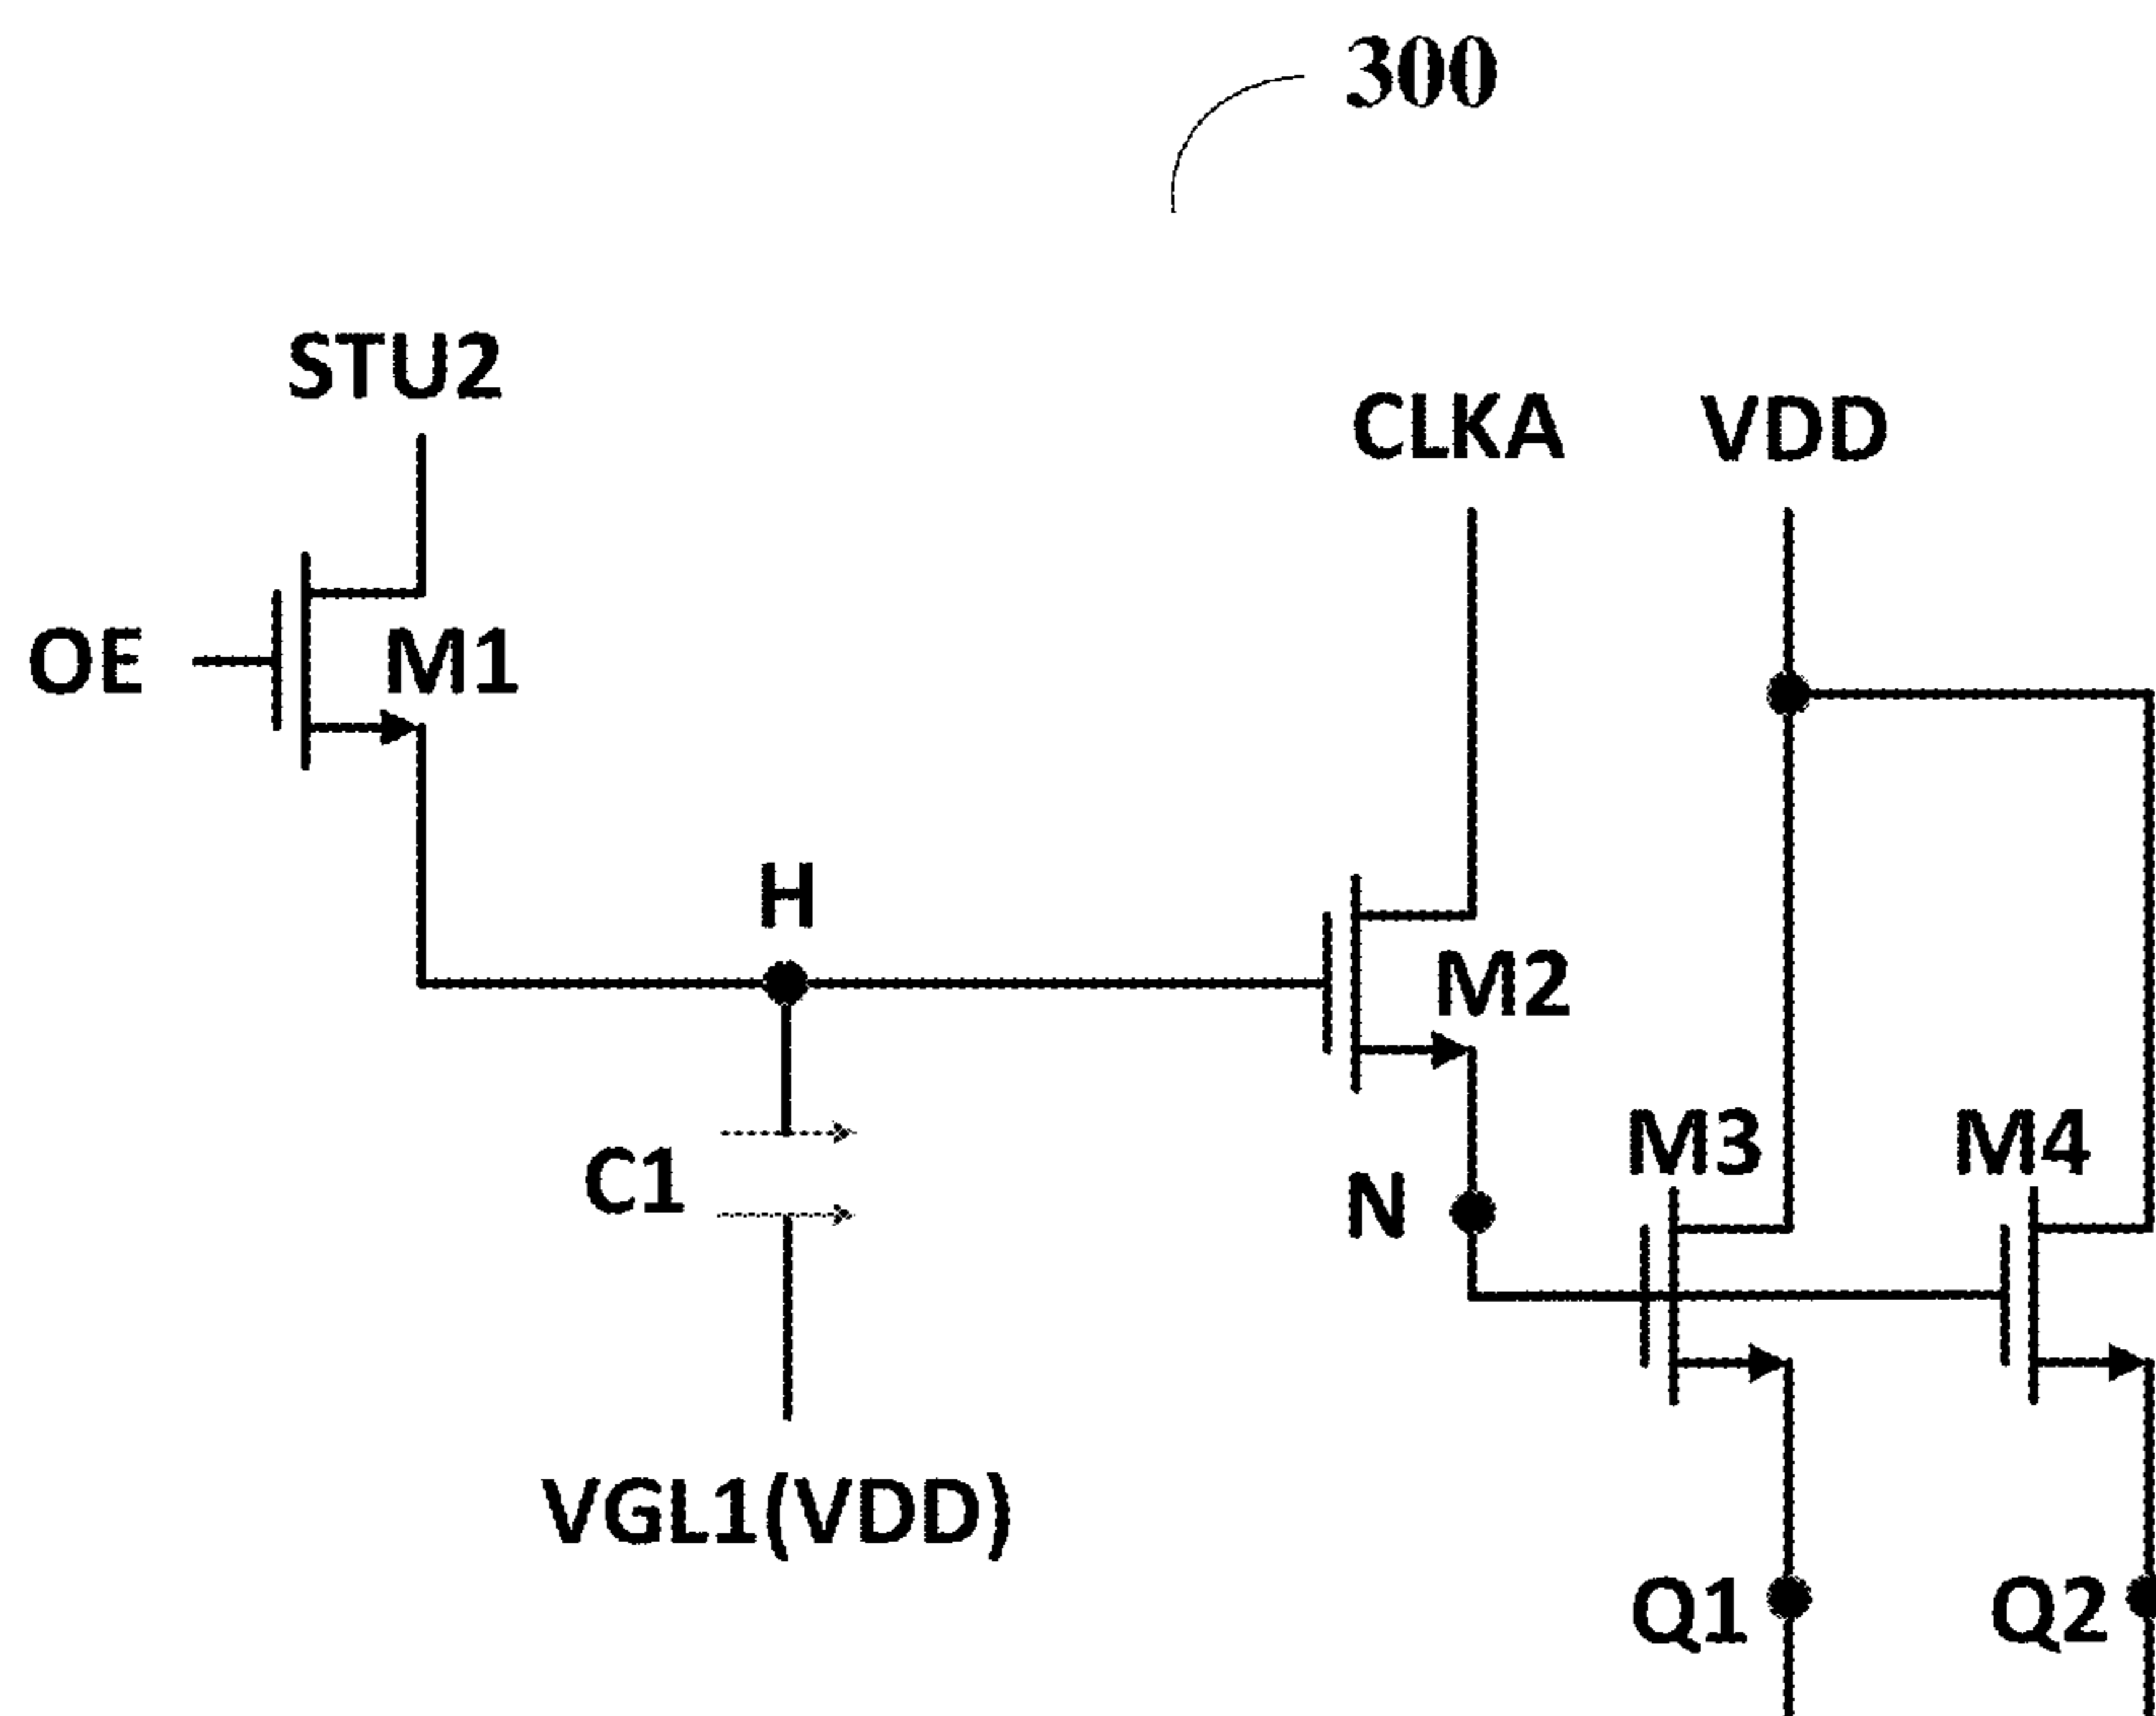 300
STU2
CLKA VDD
OE
M1
H
M2
M3 M4
C1
N
VGL1(VDD)
Q1 Q2